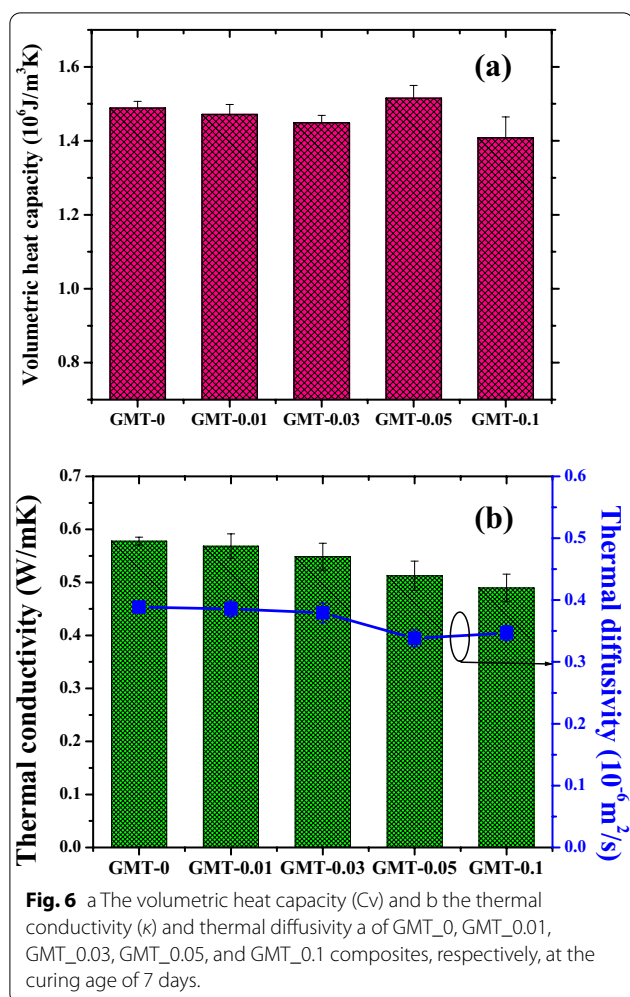 (a)
Volumetric heat capacity (10⁶J/m³K)
1.6
1.4
1.2
1.0
0.8
GMT-0 GMT-0.01 GMT-0.03 GMT-0.05 GMT-0.1
(b)
Thermal conductivity (W/mK)
0.7
0.6
0.5
0.4
0.3
0.2
0.1
0.0
0.6
0.5
0.4
0.3
0.2
0.1
0.0
Thermal diffusivity (10⁻⁶ m²/s)
GMT-0 GMT-0.01 GMT-0.03 GMT-0.05 GMT-0.1
Fig. 6 a The volumetric heat capacity (Cv) and b the thermal
conductivity (κ) and thermal diffusivity a of GMT_0, GMT_0.01,
GMT_0.03, GMT_0.05, and GMT_0.1 composites, respectively, at the
curing age of 7 days.